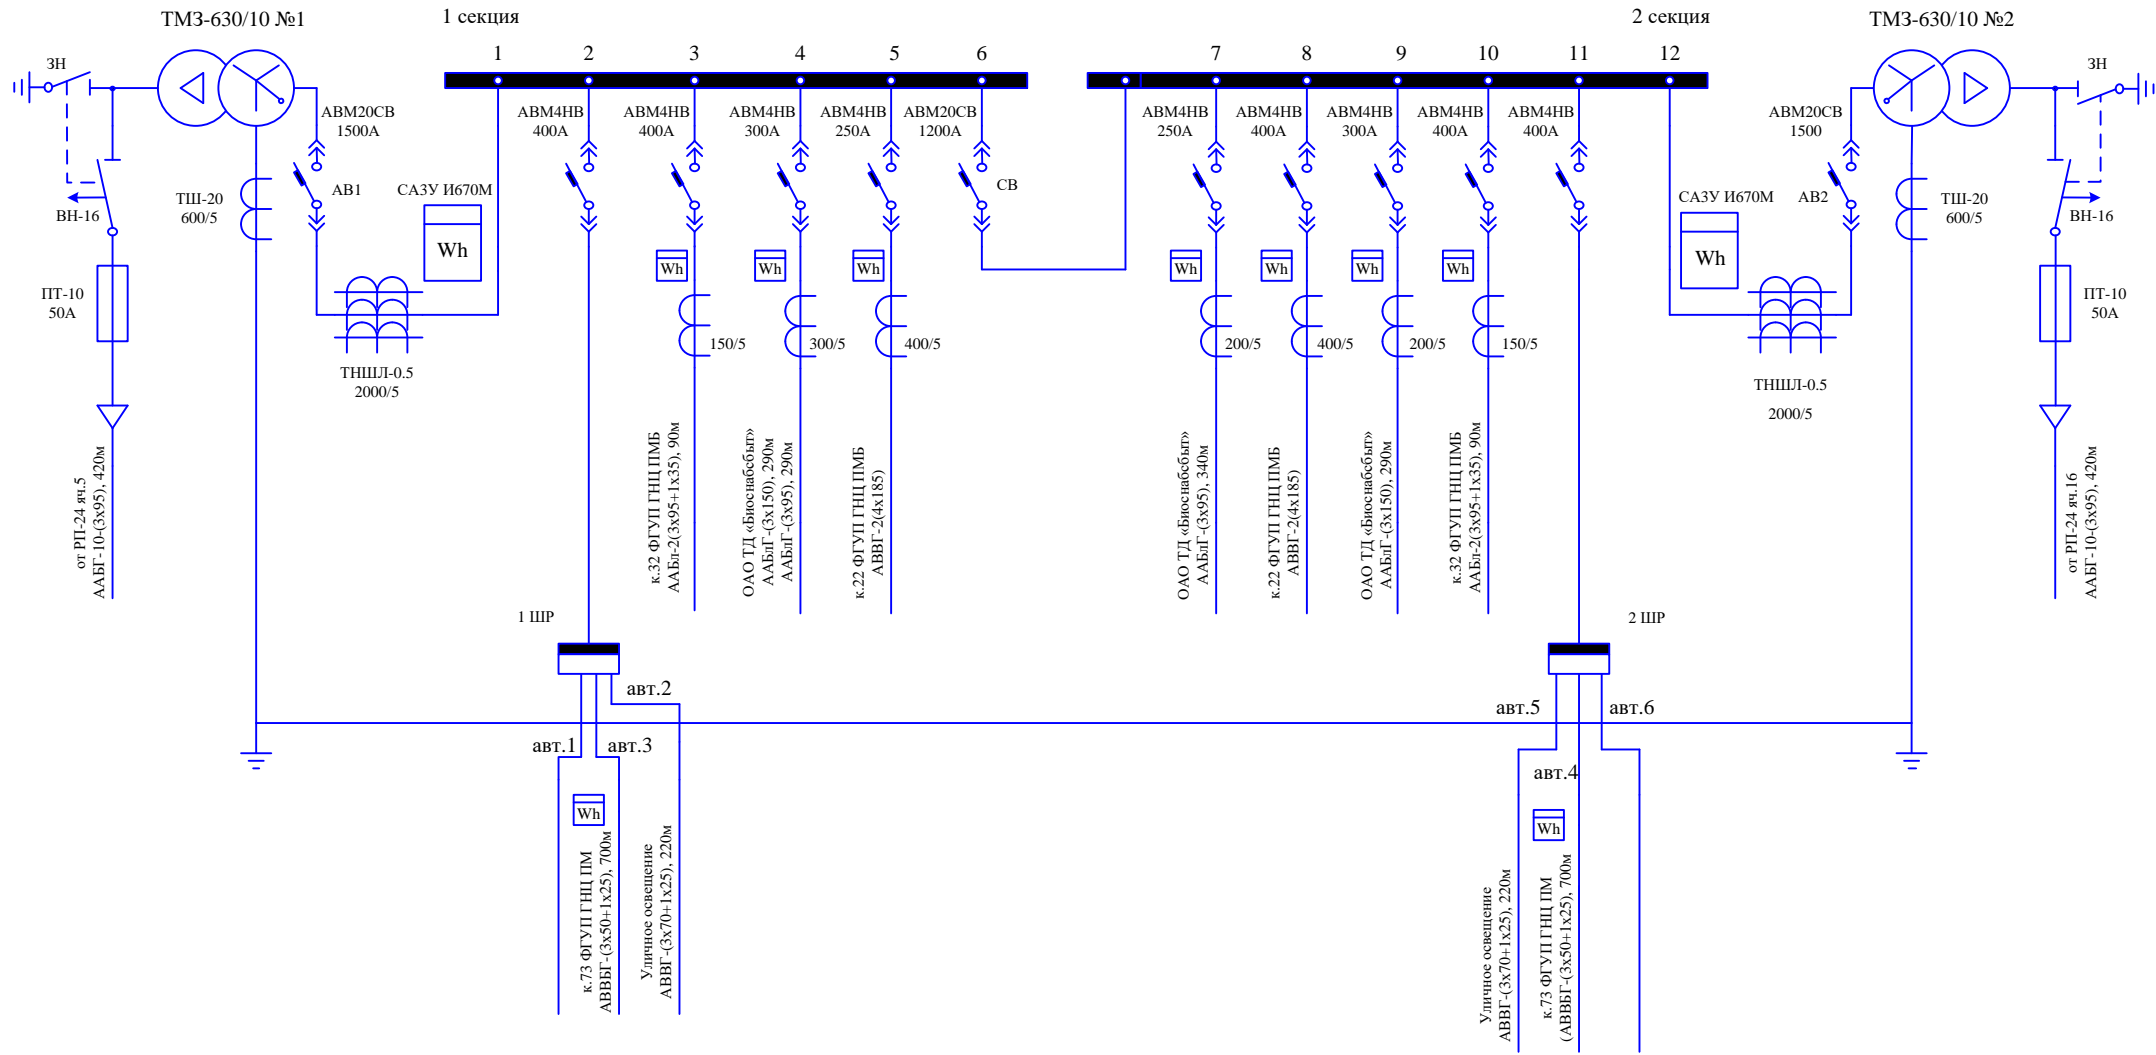 ТМЗ-630/10 №1
1 секция
2 секция
ТМЗ-630/10 №2
1
2
3
4
5
6
7
8
9
10
11
12
ЗН
ЗН
АВМ20СВ
1500А
АВМ4НВ
400А
АВМ4НВ
400А
АВМ4НВ
300А
АВМ4НВ
250А
АВМ20СВ
1200А
АВМ4НВ
250А
АВМ4НВ
400А
АВМ4НВ
300А
АВМ4НВ
400А
АВМ4НВ
400А
АВМ20СВ
1500
ВН-16
ТШ-20
600/5
АВ1
САЗУ И670М
Wh
СВ
САЗУ И670М
Wh
АВ2
ТШ-20
600/5
ВН-16
Wh
Wh
Wh
Wh
Wh
Wh
Wh
ПТ-10
50А
ПТ-10
50А
150/5
300/5
400/5
200/5
400/5
200/5
150/5
ТНШЛ-0.5
2000/5
ТНШЛ-0.5
2000/5
от РП-24 яч.5
ААБГ-10-(3х95), 420м
к.32 ФГУП ГНЦ ПМБ
ААБл-2(3х95+1х35), 90м
ОАО ТД «Биоснабсбыт»
ААБлГ-(3х150), 290м
ААБлГ-(3х95), 290м
к.22 ФГУП ГНЦ ПМБ
АВВГ-2(4х185)
ОАО ТД «Биоснабсбыт»
ААБлГ-(3х95), 340м
к.22 ФГУП ГНЦ ПМБ
АВВГ-2(4х185)
ОАО ТД «Биоснабсбыт»
ААБлГ-(3х150), 290м
к.32 ФГУП ГНЦ ПМБ
ААБл-2(3х95+1х35), 90м
от РП-24 яч.16
ААБГ-10-(3х95), 420м
1 ШР
2 ШР
авт.2
авт.1
авт.3
авт.5
авт.6
авт.4
Wh
Wh
к.73 ФГУП ГНЦ ПМ
АВВБГ-(3х50+1х25), 700м
Уличное освещение
АВВГ-(3х70+1х25), 220м
Уличное освещение
АВВГ-(3х70+1х25), 220м
к.73 ФГУП ГНЦ ПМ
(АВВБГ-(3х50+1х25), 700м